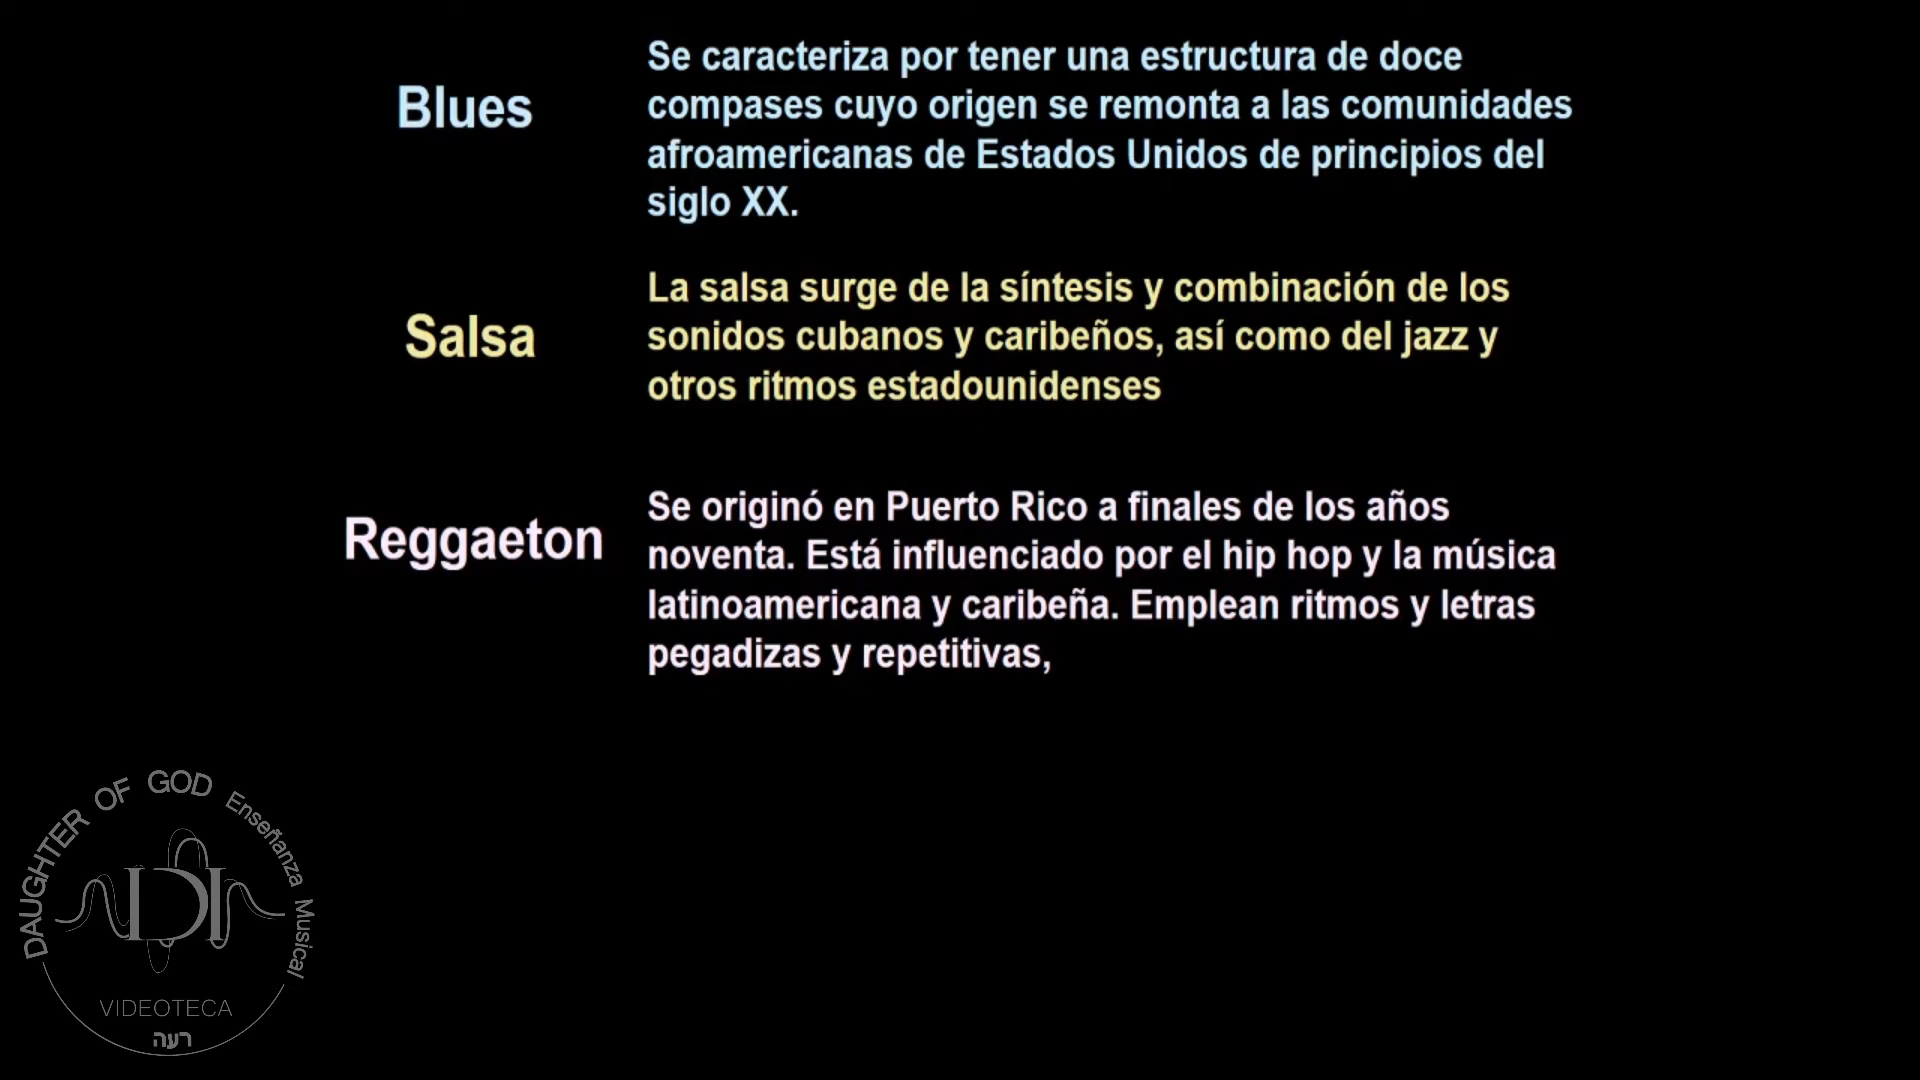 Blues
Se caracteriza por tener una estructura de doce
compases cuyo origen se remonta a las comunidades
afroamericanas de Estados Unidos de principios del
siglo XX.
Salsa
La salsa surge de la síntesis y combinación de los
sonidos cubanos y caribeños, así como del jazz y
otros ritmos estadounidenses
Reggaeton
Se originó en Puerto Rico a finales de los años
noventa. Está influenciado por el hip hop y la música
latinoamericana y caribeña. Emplean ritmos y letras
pegadizas y repetitivas,
DAUGHTER OF GOD Enseñanza Musical
IDI
VIDEOTECA
רעה